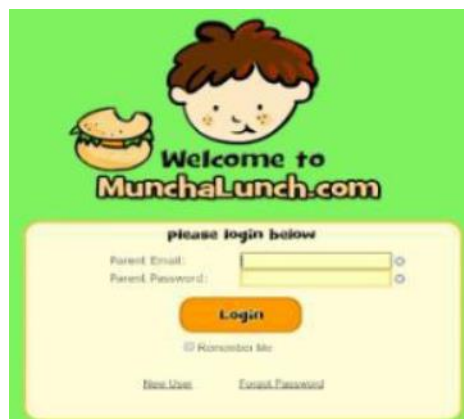 Welcome to
MunchaLunch.com
please login below
Parent Email:
Parent Password:
Login
Remember Me
New User Forgot Password